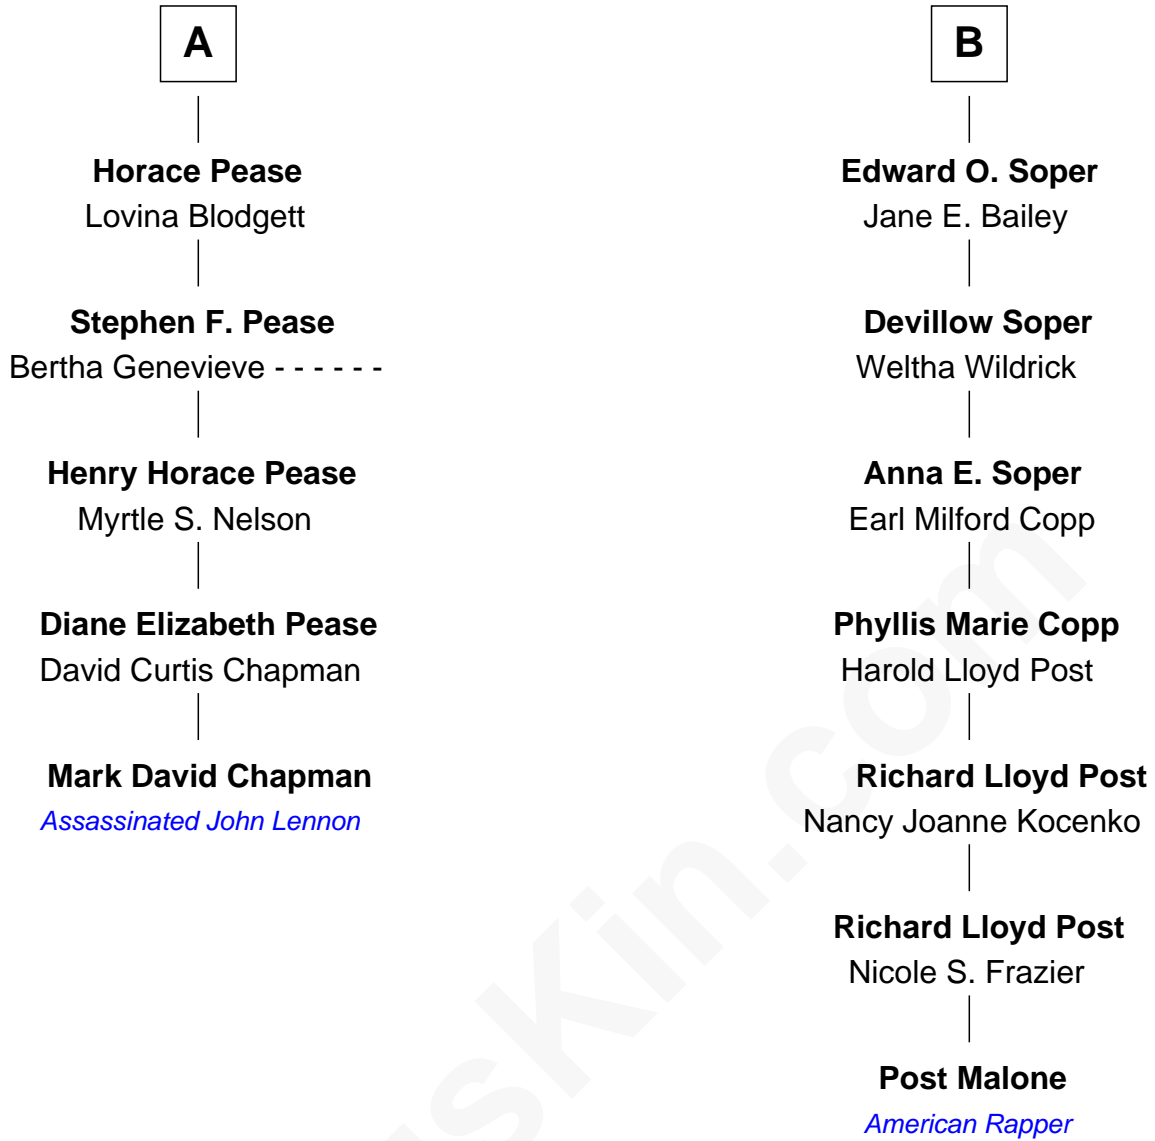 A
Horace Pease
Lovina Blodgett
Stephen F. Pease
Bertha Genevieve - - - - - -
Henry Horace Pease
Myrtle S. Nelson
Diane Elizabeth Pease
David Curtis Chapman
Mark David Chapman
Assassinated John Lennon
B
Edward O. Soper
Jane E. Bailey
Devillow Soper
Weltha Wildrick
Anna E. Soper
Earl Milford Copp
Phyllis Marie Copp
Harold Lloyd Post
Richard Lloyd Post
Nancy Joanne Kocenko
Richard Lloyd Post
Nicole S. Frazier
Post Malone
American Rapper
sKin.com